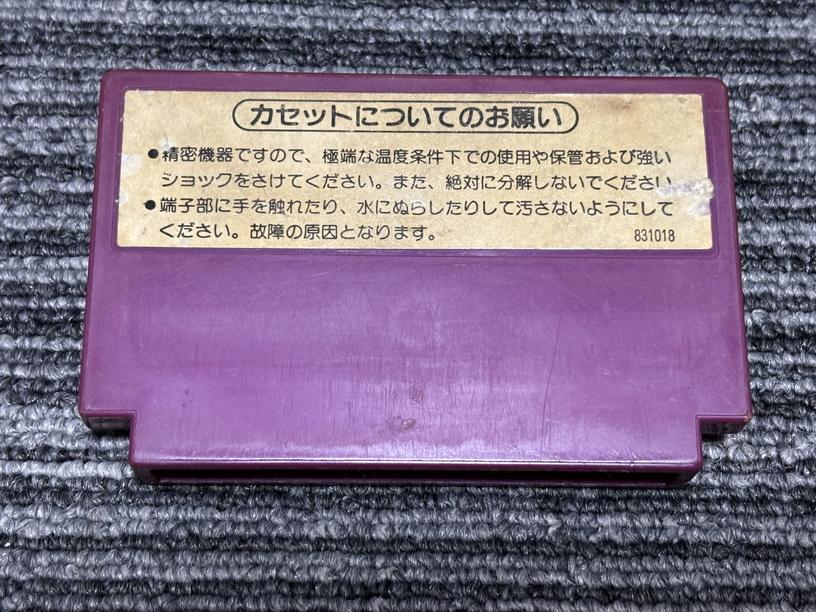 カセットについてのお願い
●精密機器ですので、極端な温度条件下での使用や保管および強い
ショックをさけてください。また、絶対に分解しないでください
●端子部に手を触れたり、水にぬらしたりして汚さないようにして
ください。故障の原因となります。
831018